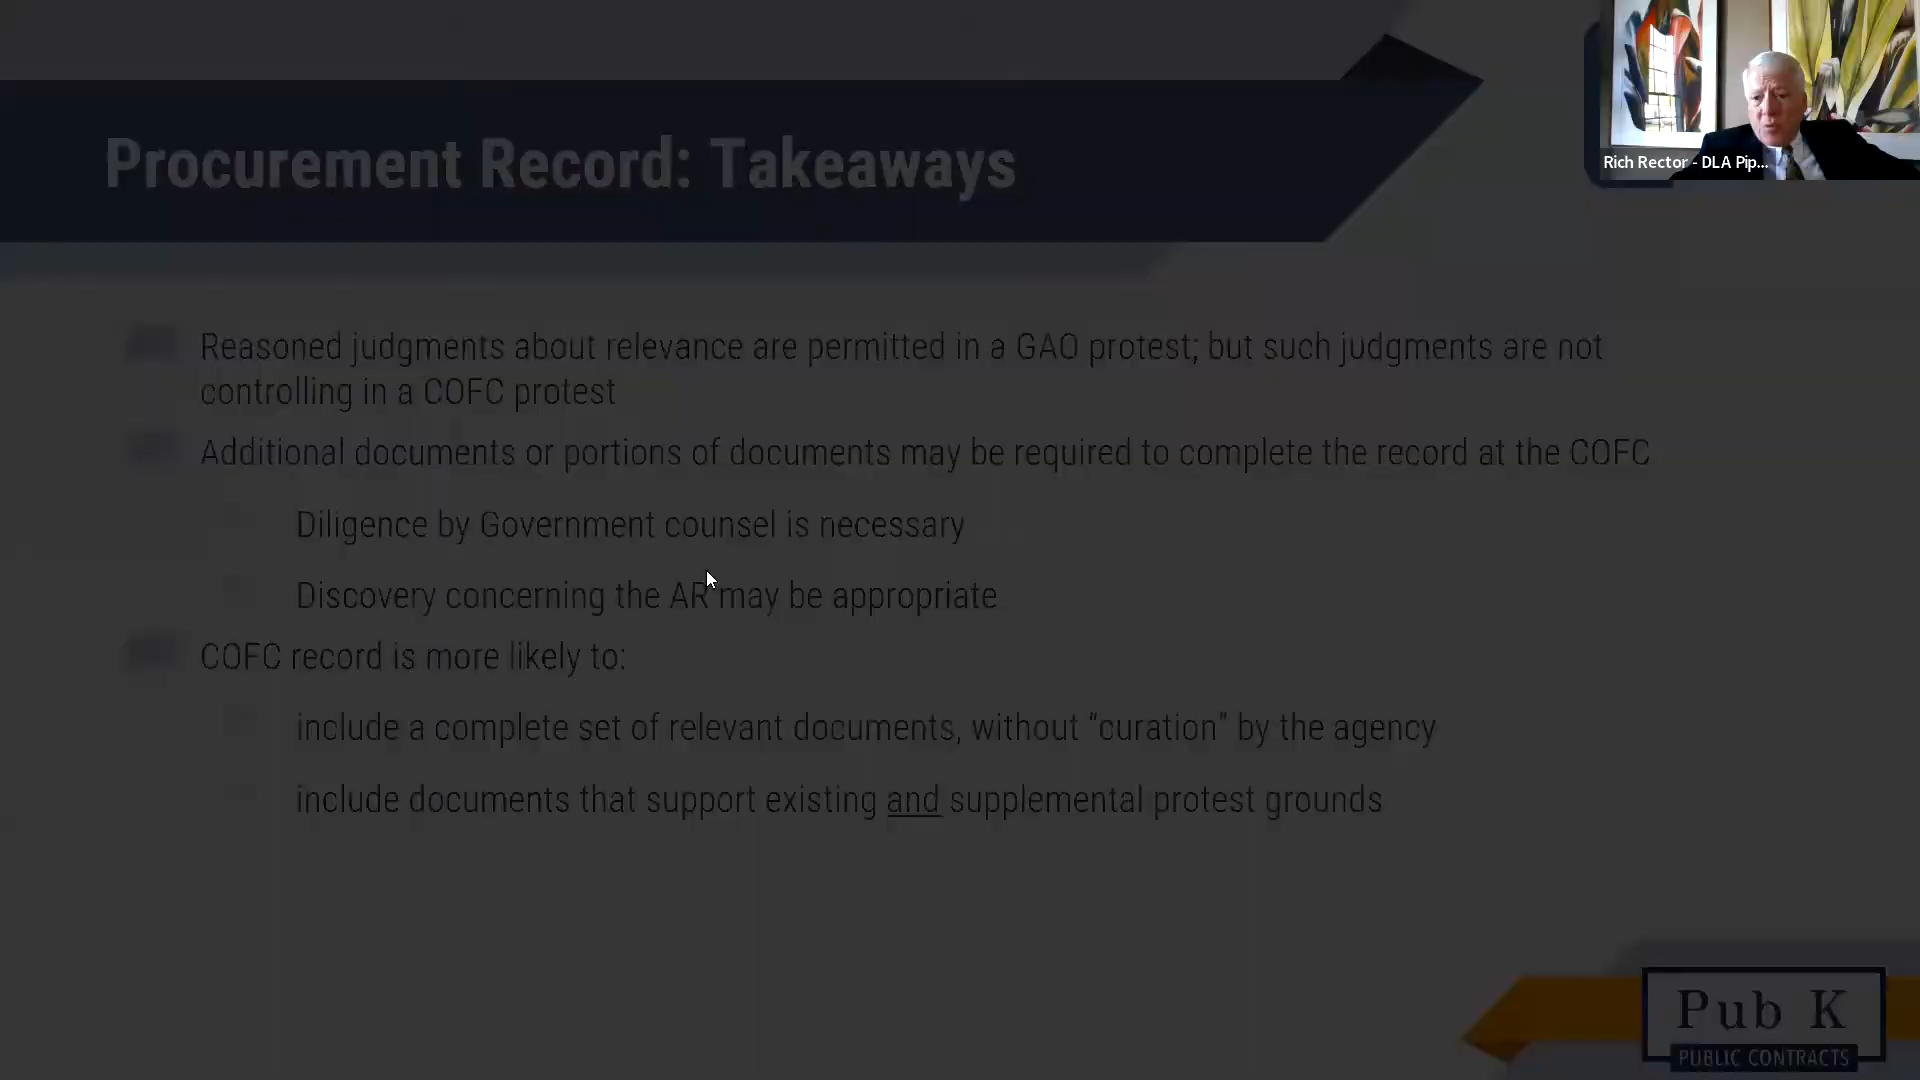 Procurement Record: Takeaways
Rich Rector - DLA Pip...
Reasoned judgments about relevance are permitted in a GAO protest; but such judgments are not
controlling in a COFC protest
Additional documents or portions of documents may be required to complete the record at the COFC
Diligence by Government counsel is necessary
Discovery concerning the AR may be appropriate
COFC record is more likely to:
include a complete set of relevant documents, without “curation” by the agency
include documents that support existing and supplemental protest grounds
Pub K
PUBLIC CONTRACTS